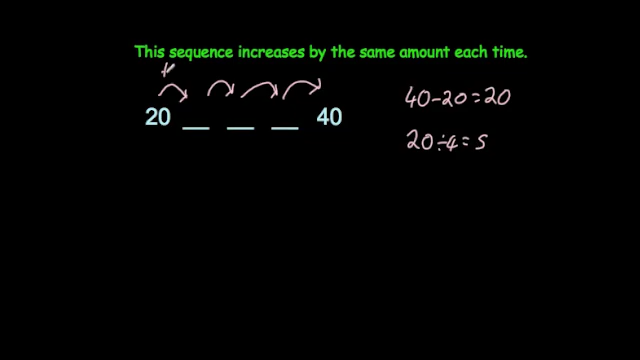 This sequence increases by the same amount each time.
+
20 __ __ __ 40
40-20=20
20÷4=5